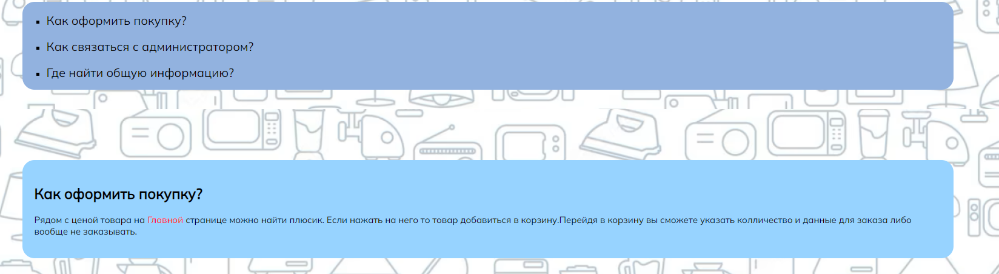 Как оформить покупку?
Как связаться с администратором?
Где найти общую информацию?
Как оформить покупку?
Рядом с ценой товара на Главной странице можно найти плюсик. Если нажать на него то товар добавиться в корзину.Перейдя в корзину вы сможете указать колличество и данные для заказа либо
вообще не заказывать.